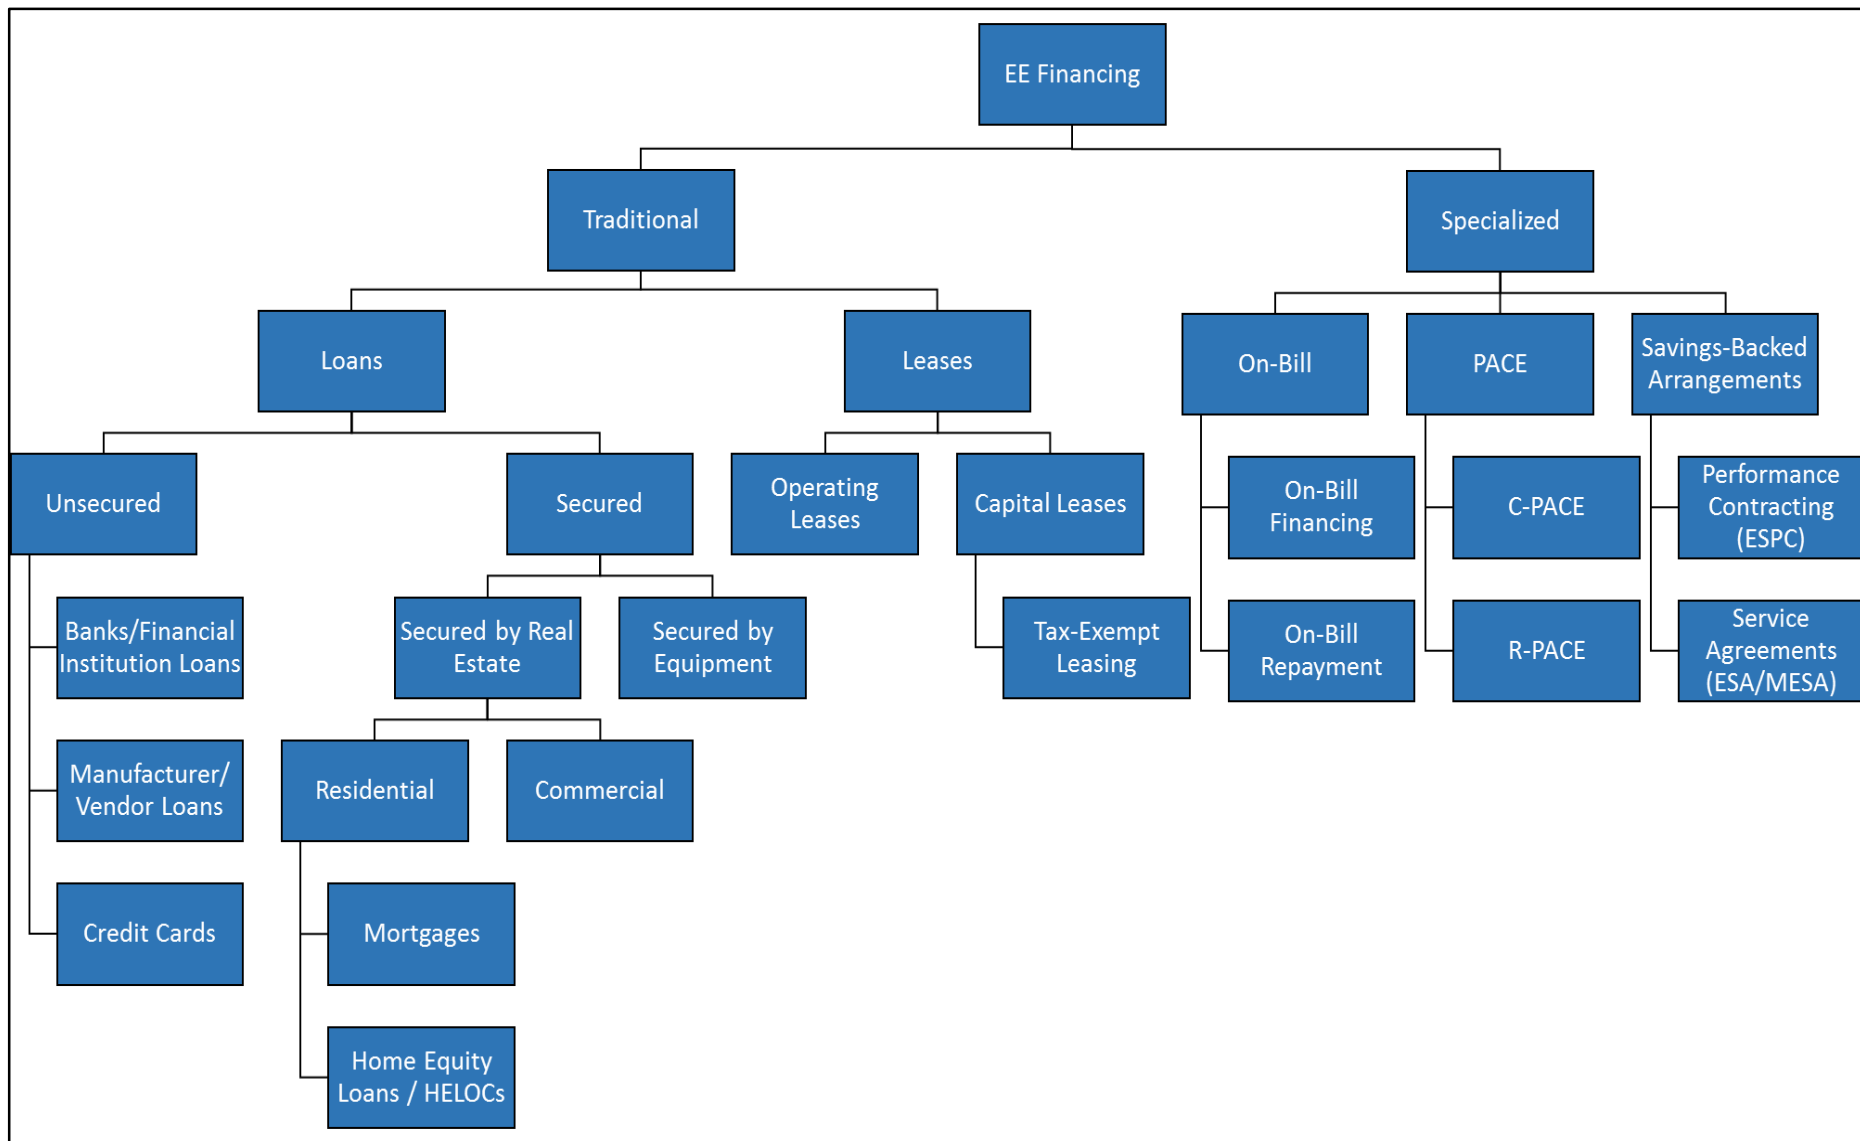 EE Financing
Traditional
Specialized
Loans
Leases
On-Bill
PACE
Savings-Backed
Arrangements
Unsecured
Secured
Operating
Leases
Capital Leases
On-Bill
Financing
C-PACE
Performance
Contracting
(ESPC)
Banks/Financial
Institution Loans
Secured by Real
Estate
Secured by
Equipment
Tax-Exempt
Leasing
On-Bill
Repayment
R-PACE
Service
Agreements
(ESA/MESA)
Manufacturer/
Vendor Loans
Residential
Commercial
Credit Cards
Mortgages
Home Equity
Loans / HELOCs